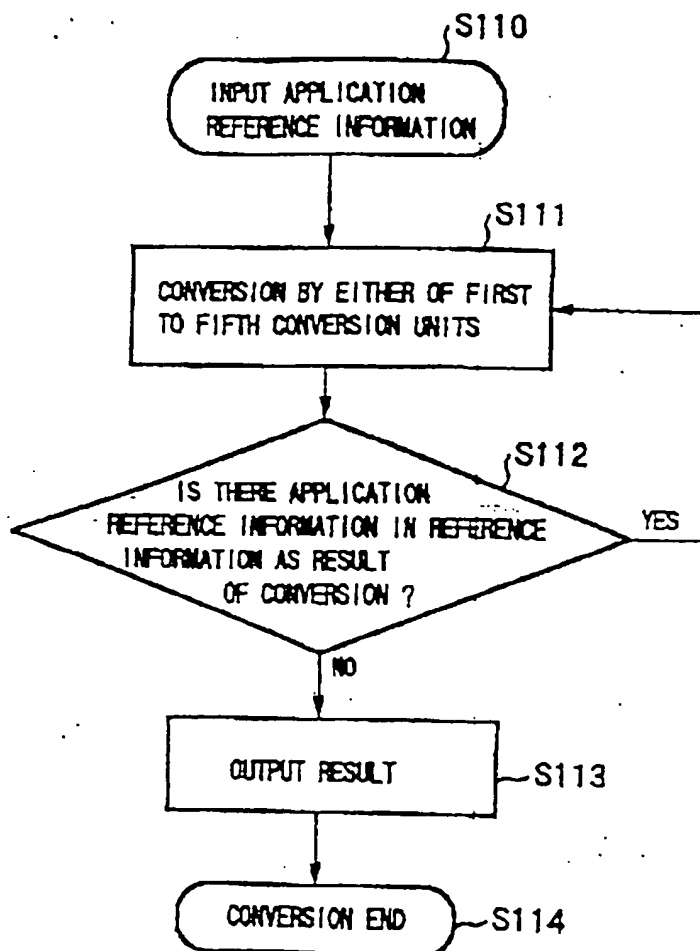 S110
INPUT APPLICATION
REFERENCE INFORMATION
S111
CONVERSION BY EITHER OF FIRST
TO FIFTH CONVERSION UNITS
S112
IS THERE APPLICATION
REFERENCE INFORMATION IN REFERENCE
INFORMATION AS RESULT
OF CONVERSION ?
YES
NO
OUTPUT RESULT
S113
CONVERSION END
S114